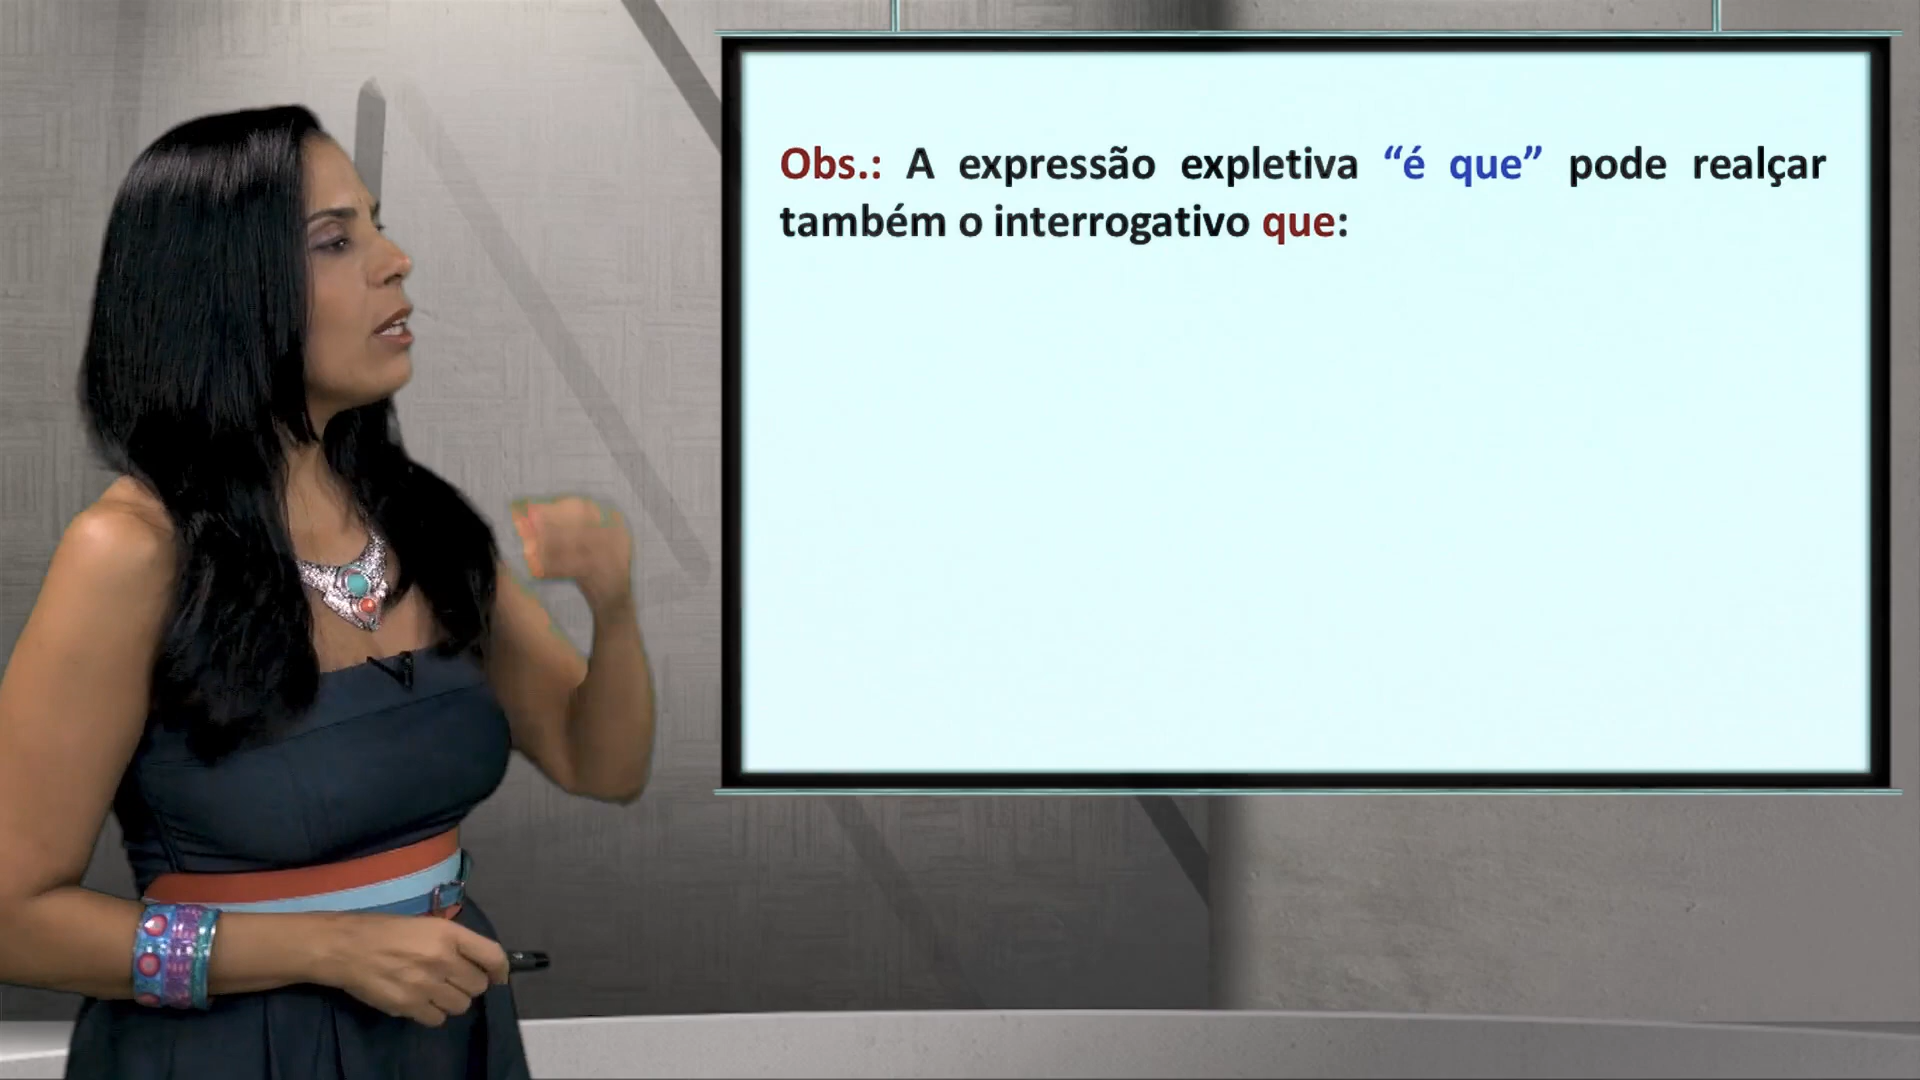 Obs.: A expressão expletiva “é que” pode realçar
também o interrogativo que: